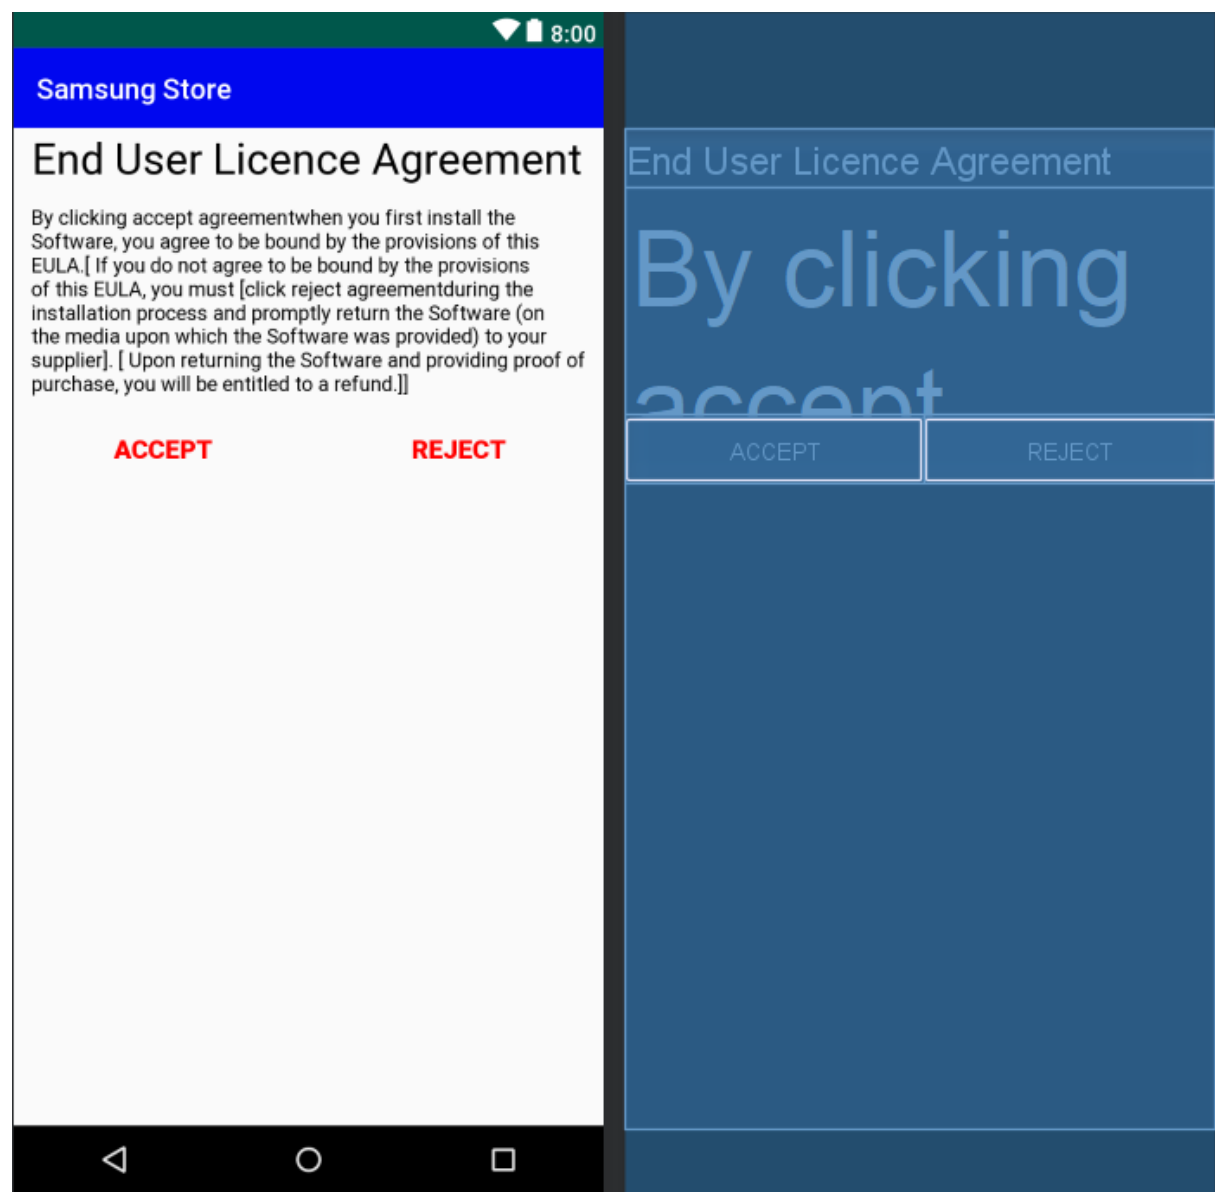 8:00
Samsung Store
End User Licence Agreement
By clicking accept agreementwhen you first install the
Software, you agree to be bound by the provisions of this
EULA.[ If you do not agree to be bound by the provisions
of this EULA, you must [click reject agreementduring the
installation process and promptly return the Software (on
the media upon which the Software was provided) to your
supplier]. [ Upon returning the Software and providing proof of
purchase, you will be entitled to a refund.]]
ACCEPT REJECT
End User Licence Agreement
By clicking
accept
ACCEPT REJECT